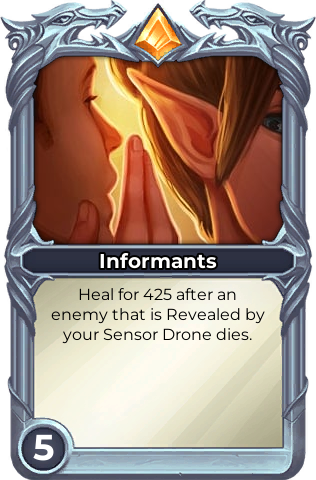 Informants
Heal for 425 after an
enemy that is Revealed by
your Sensor Drone dies.
5